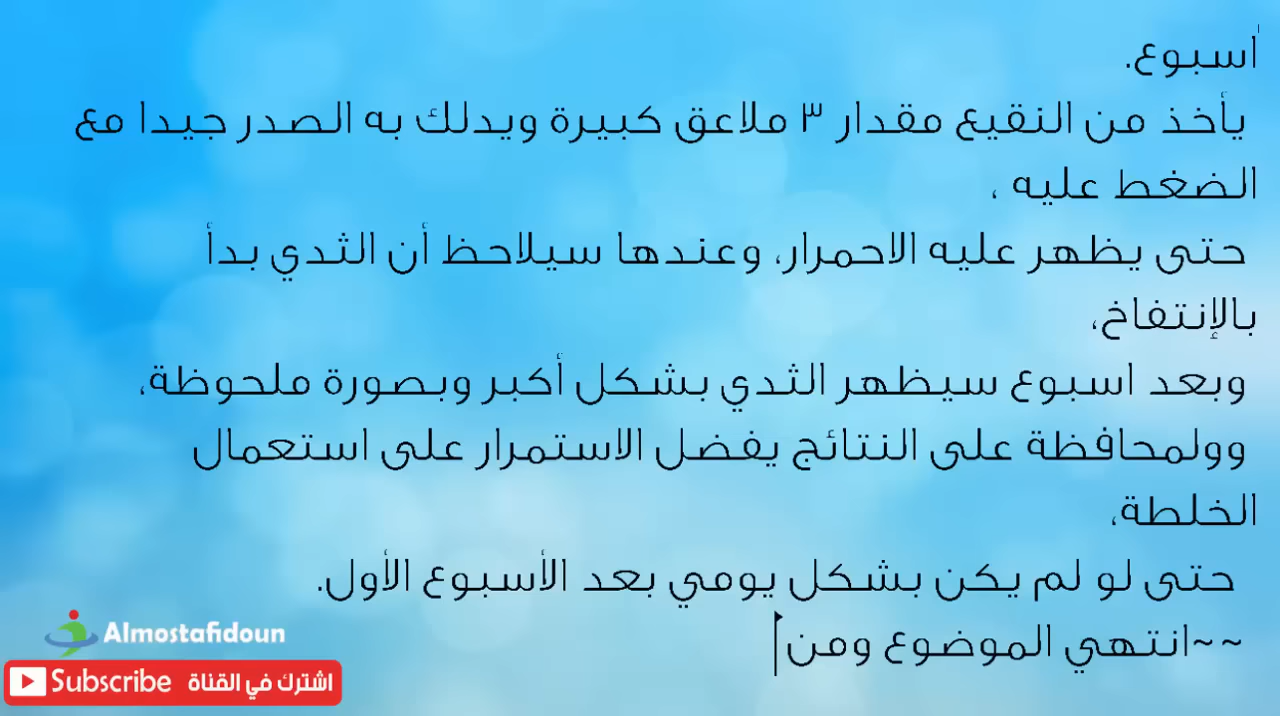 اسبوع.
يأخذ من النقيع مقدار ٣ ملاعق كبيرة ويدلك به الصدر جيدا مع
الضغط عليه ،
حتى يظهر عليه الاحمرار، وعندها سيلاحظ أن الثدي بدأ
بالإنتفاخ،
وبعد اسبوع سيظهر الثدي بشكل أكبر وبصورة ملحوظة،
وولمحافظة على النتائج يفضل الاستمرار على استعمال
الخلطة،
حتى لو لم يكن بشكل يومي بعد الأسبوع الأول.
~~انتهي الموضوع ومن
Almostafidoun
Subscribe اشترك في القناة